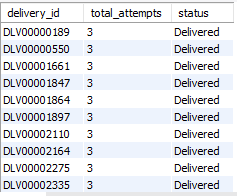 delivery_id total_attempts status
DLV00000189 3 Delivered
DLV00000550 3 Delivered
DLV00001661 3 Delivered
DLV00001847 3 Delivered
DLV00001864 3 Delivered
DLV00001897 3 Delivered
DLV00002110 3 Delivered
DLV00002164 3 Delivered
DLV00002275 3 Delivered
DLV00002335 3 Delivered